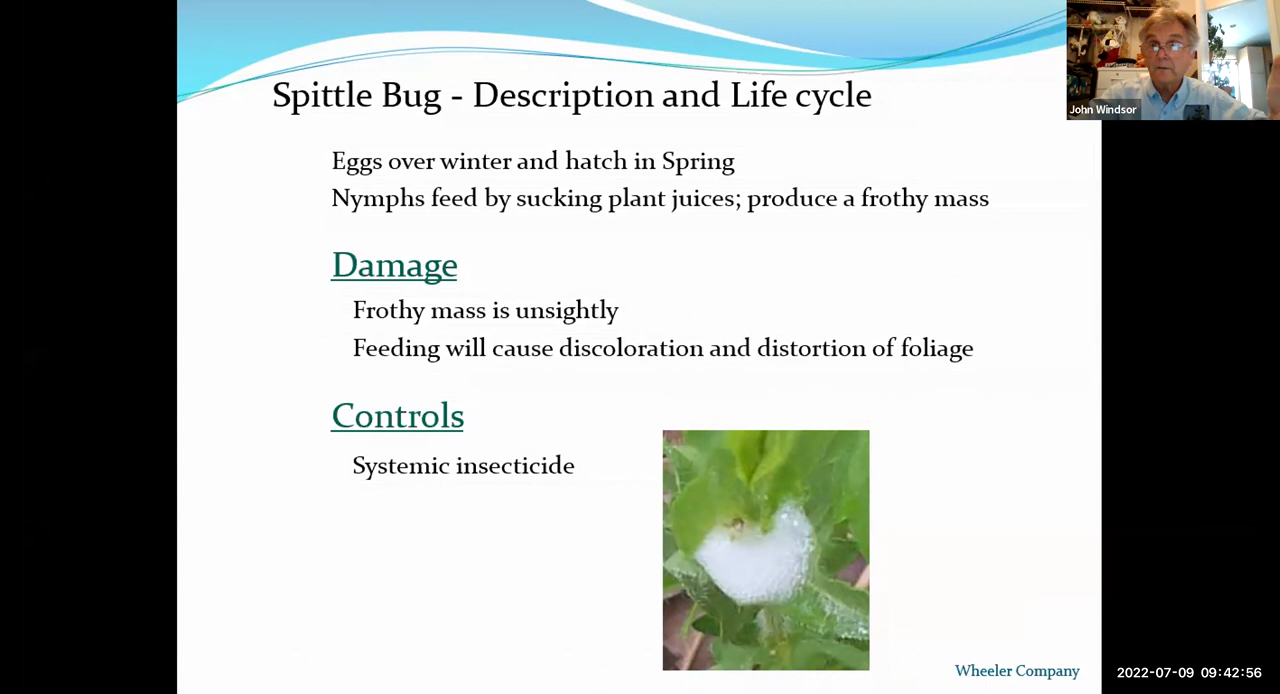 Spittle Bug - Description and Life cycle
John Windsor
Eggs over winter and hatch in Spring
Nymphs feed by sucking plant juices; produce a frothy mass
Damage
Frothy mass is unsightly
Feeding will cause discoloration and distortion of foliage
Controls
Systemic insecticide
Wheeler Company
2022-07-09 09:42:56